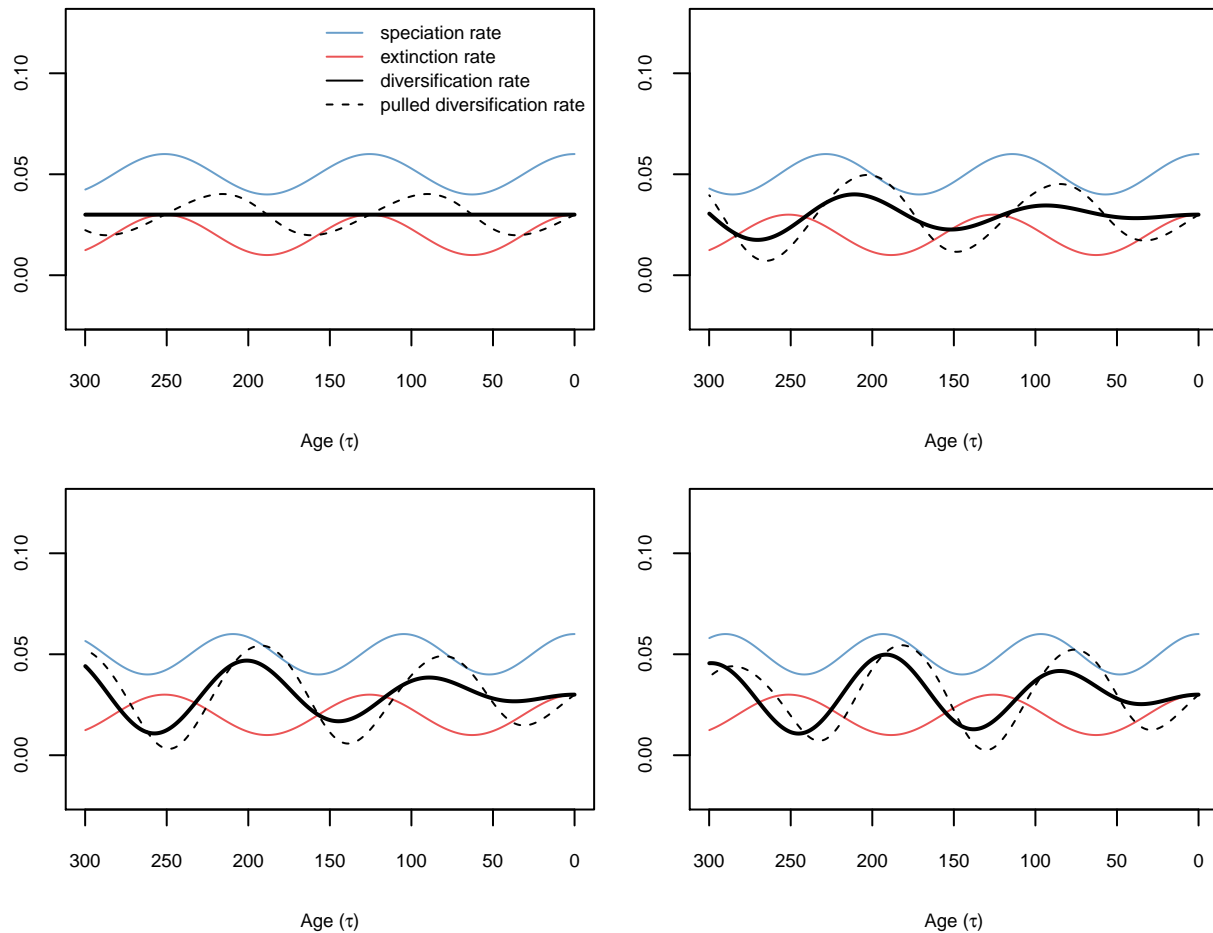 speciation rate
extinction rate
diversification rate
pulled diversification rate
0.10
0.05
0.00
300 250 200 150 100 50 0
Age (τ)
0.10
0.05
0.00
300 250 200 150 100 50 0
Age (τ)
0.10
0.05
0.00
300 250 200 150 100 50 0
Age (τ)
0.10
0.05
0.00
300 250 200 150 100 50 0
Age (τ)